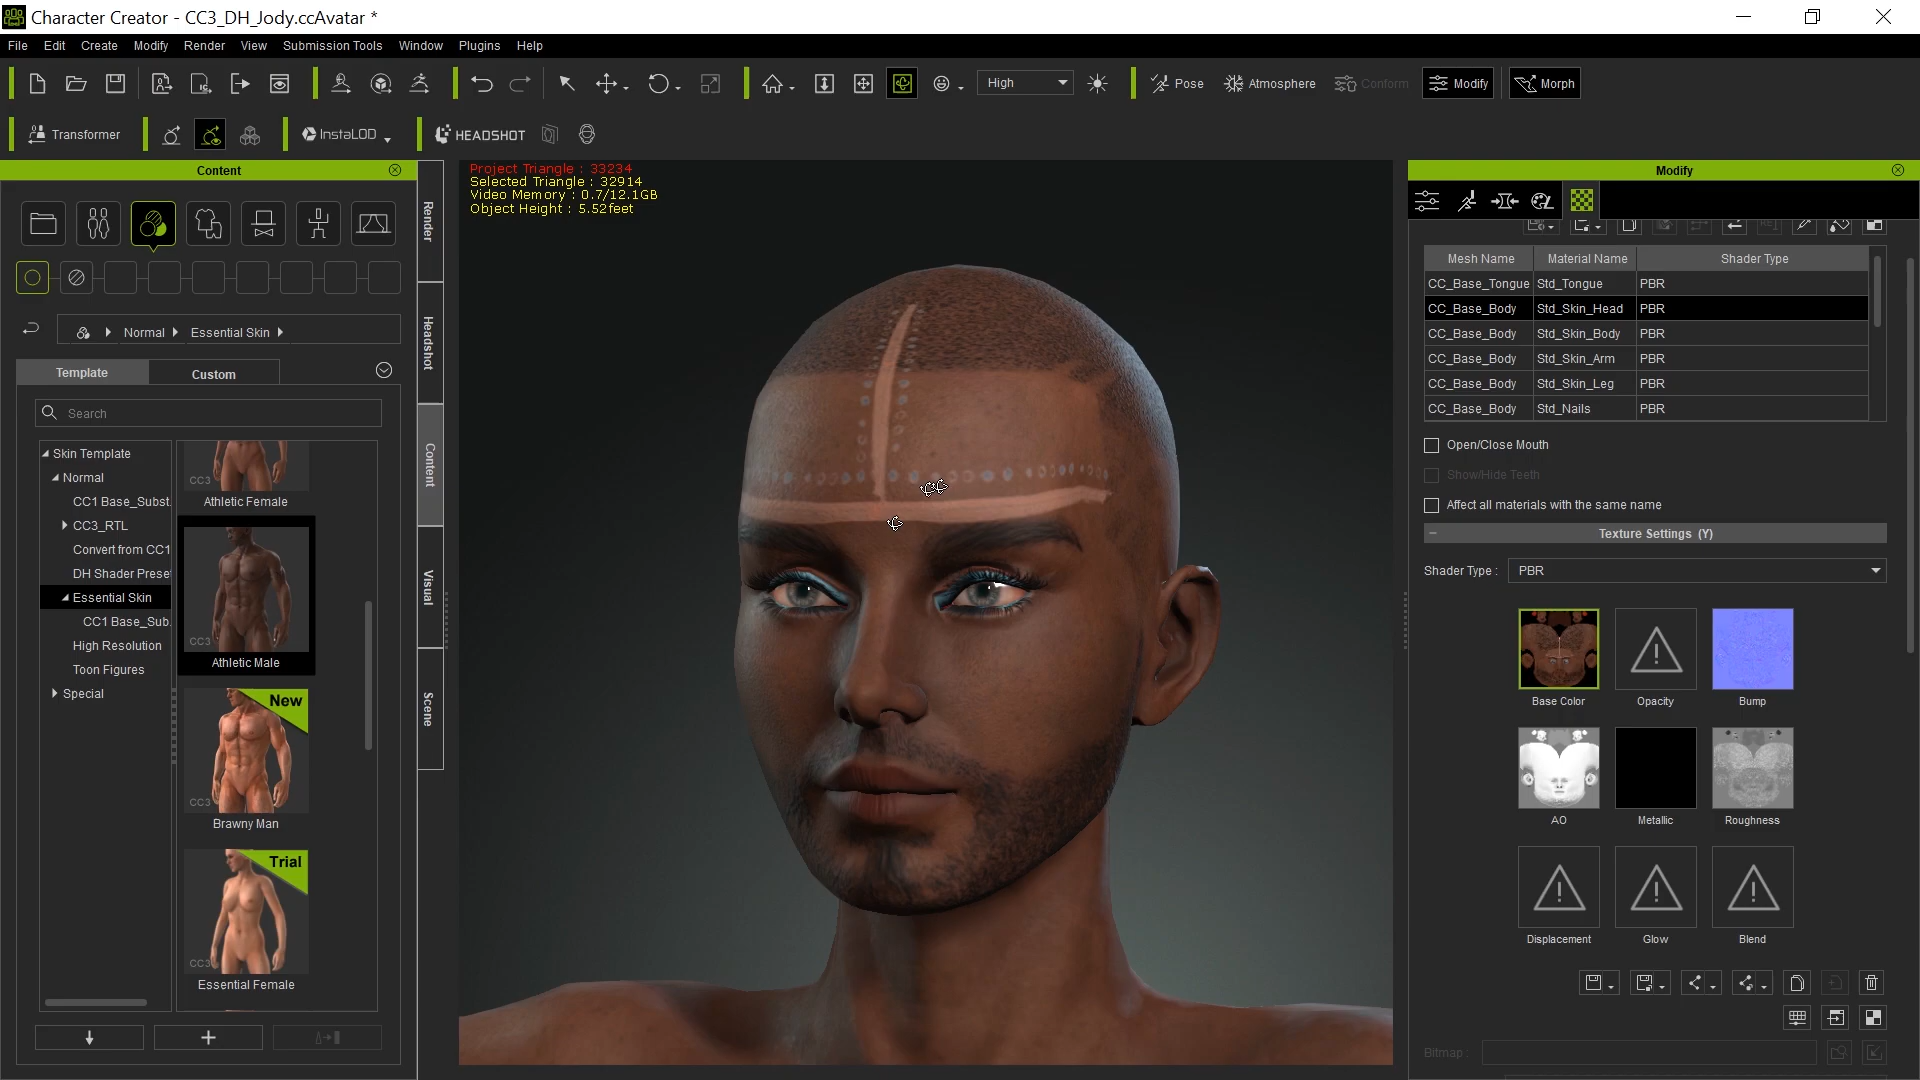 Character Creator - CC3_DH_Jody.ccAvatar *
File Edit Create Modify Render View Submission Tools Window Plugins Help
High Pose Atmosphere Conform Modify Morph
Transformer InstaLOD HEADSHOT
Content
Normal Essential Skin
Template Custom
Search
Skin Template
Normal
CC1 Base_Subst
CC3_RTL
Convert from CC1
DH Shader Prese
Essential Skin
CC1 Base_Sub
High Resolution
Toon Figures
Special
CC3
Athletic Female
CC3
Athletic Male
New
CC3
Brawny Man
Trial
CC3
Essential Female
Render
Headshot
Content
Visual
Scene
Project Triangle : 33234
Selected Triangle : 32914
Video Memory : 0.7/12.1GB
Object Height : 5.52feet
Modify
Mesh Name Material Name Shader Type
CC_Base_Tongue Std_Tongue PBR
CC_Base_Body Std_Skin_Head PBR
CC_Base_Body Std_Skin_Body PBR
CC_Base_Body Std_Skin_Arm PBR
CC_Base_Body Std_Skin_Leg PBR
CC_Base_Body Std_Nails PBR
Open/Close Mouth
Show/Hide Teeth
Affect all materials with the same name
Texture Settings (Y)
Shader Type : PBR
Base Color Opacity Bump
AO Metallic Roughness
Displacement Glow Blend
Bitmap :